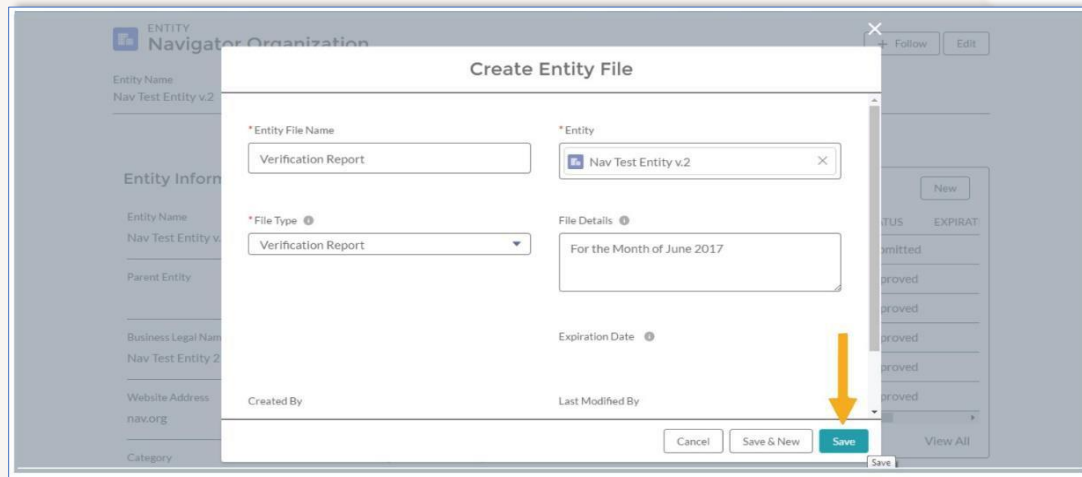 ENTITY
Navigator Organization
+ Follow Edit
Entity Name
Nav Test Entity v.2
Create Entity File
* Entity File Name
Verification Report
* Entity
Nav Test Entity v.2
* File Type
Verification Report
File Details
For the Month of June 2017
Expiration Date
Created By
Last Modified By
Cancel Save & New Save
Save
Entity Inform
Entity Name
Nav Test Entity v.
Parent Entity
Business Legal Nam
Nav Test Entity 2
Website Address
nav.org
Category
New
TUS EXPIRAT
bmitted
proved
proved
proved
proved
proved
View All